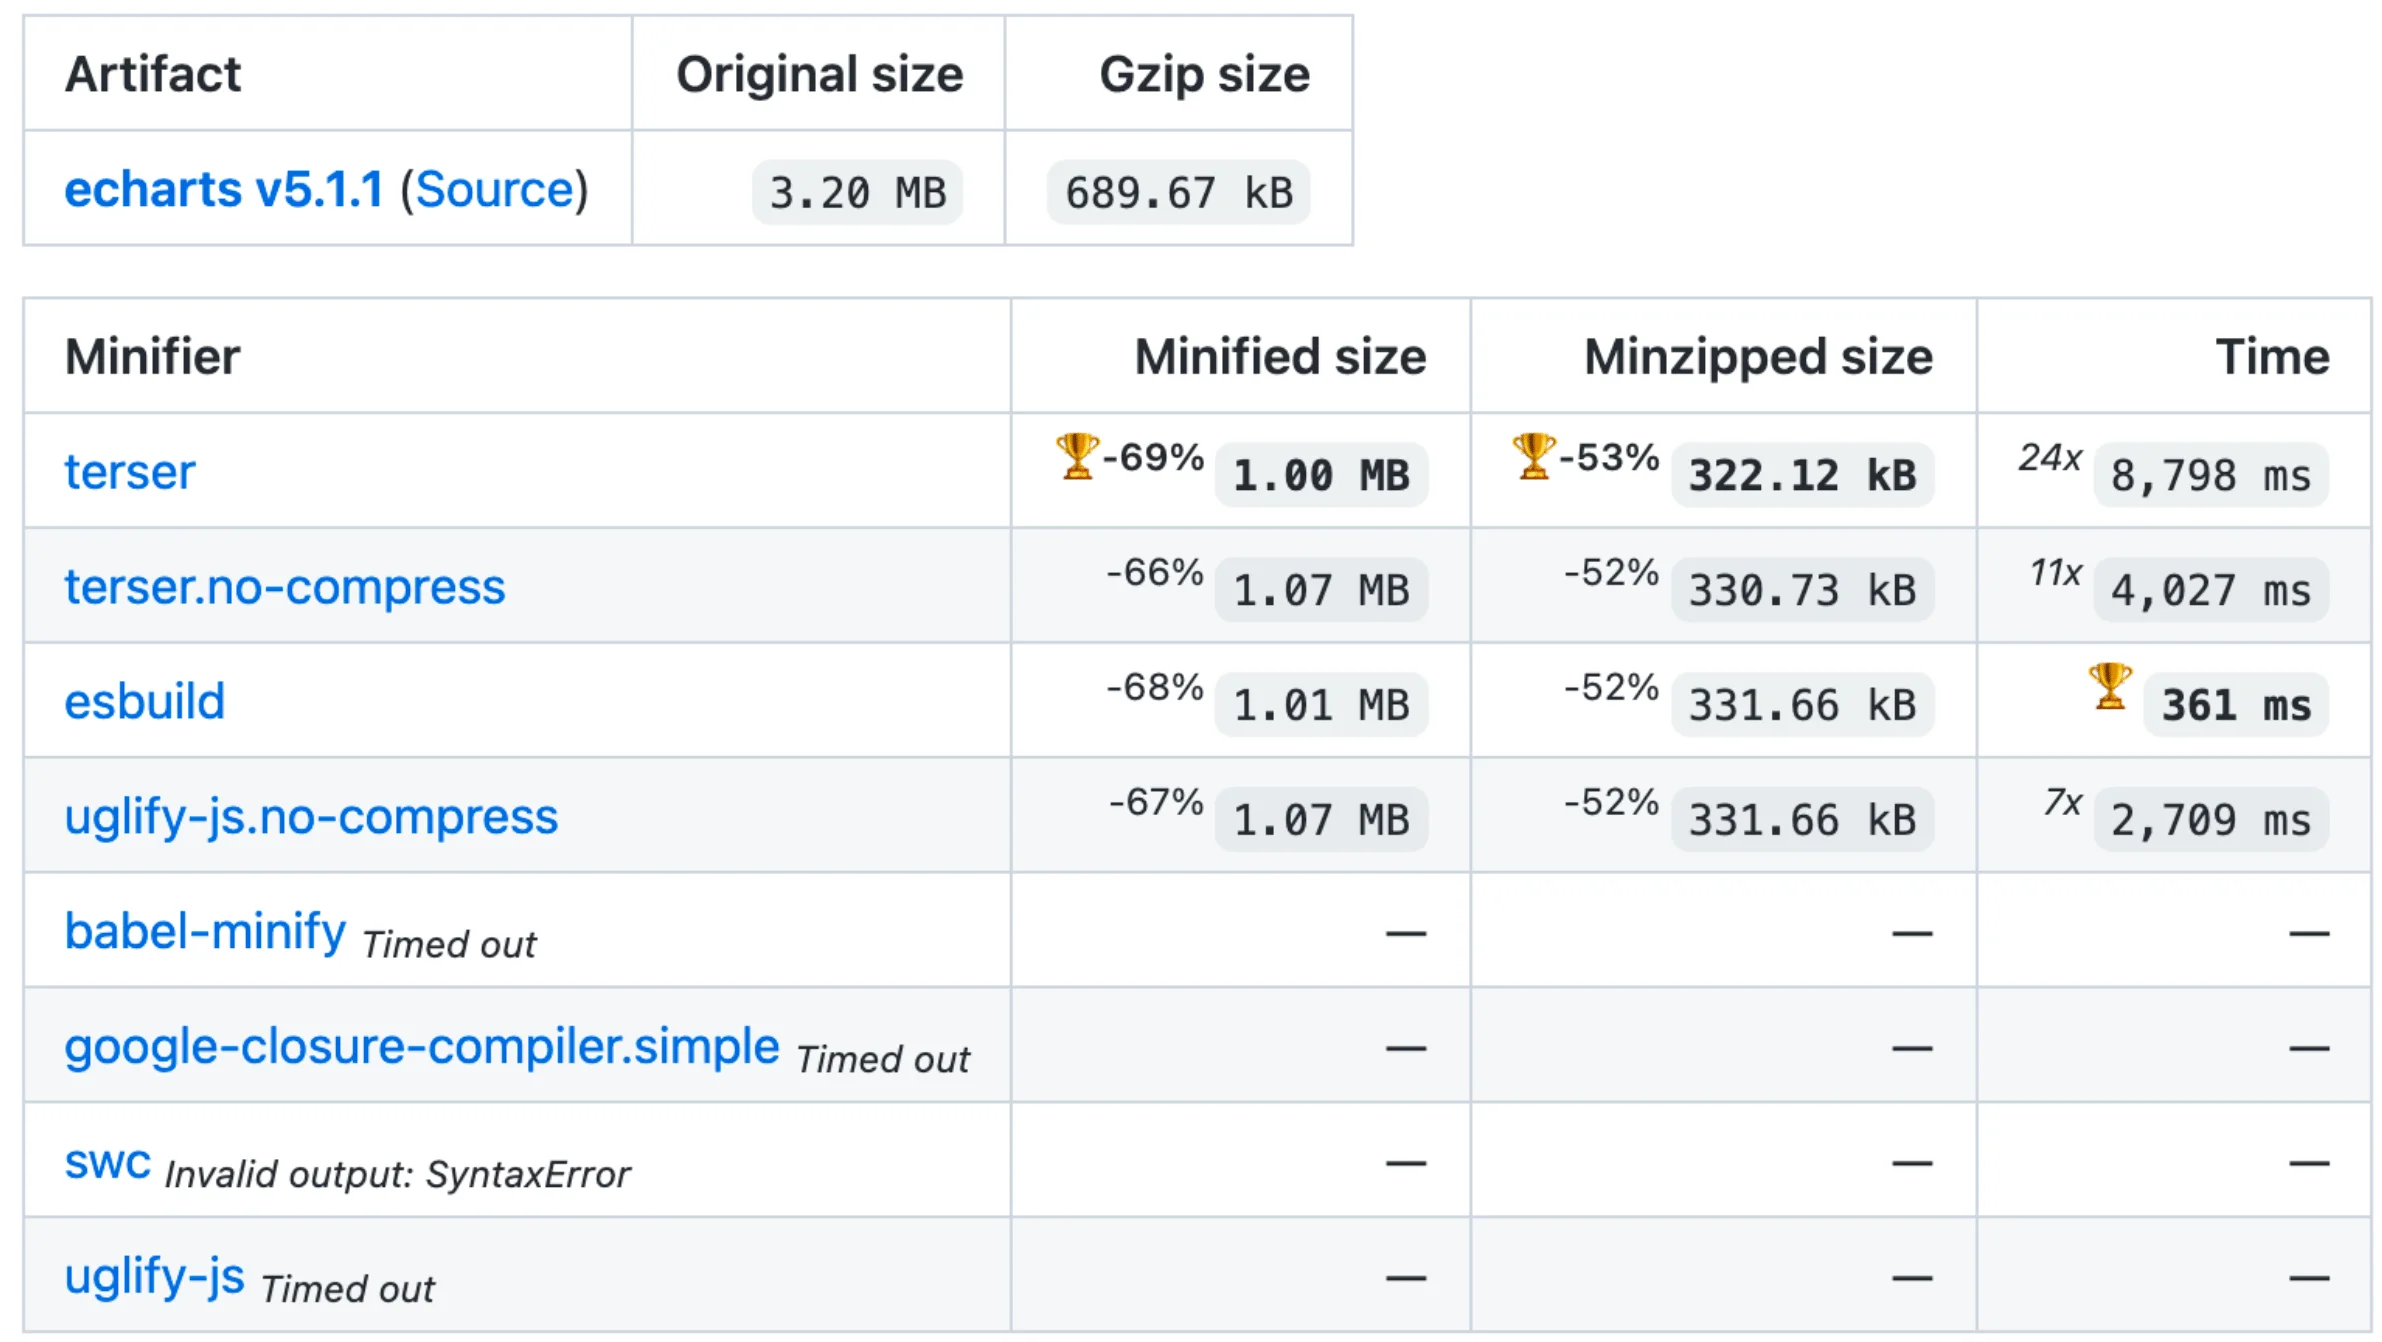 Artifact Original size Gzip size
echarts v5.1.1 (Source) 3.20 MB 689.67 kB
Minifier Minified size Minzipped size Time
terser 🏆-69% 1.00 MB 🏆-53% 322.12 kB 24x 8,798 ms
terser.no-compress -66% 1.07 MB -52% 330.73 kB 11x 4,027 ms
esbuild -68% 1.01 MB -52% 331.66 kB 🏆 361 ms
uglify-js.no-compress -67% 1.07 MB -52% 331.66 kB 7x 2,709 ms
babel-minify Timed out — — —
google-closure-compiler.simple Timed out — — —
swc Invalid output: SyntaxError — — —
uglify-js Timed out — — —